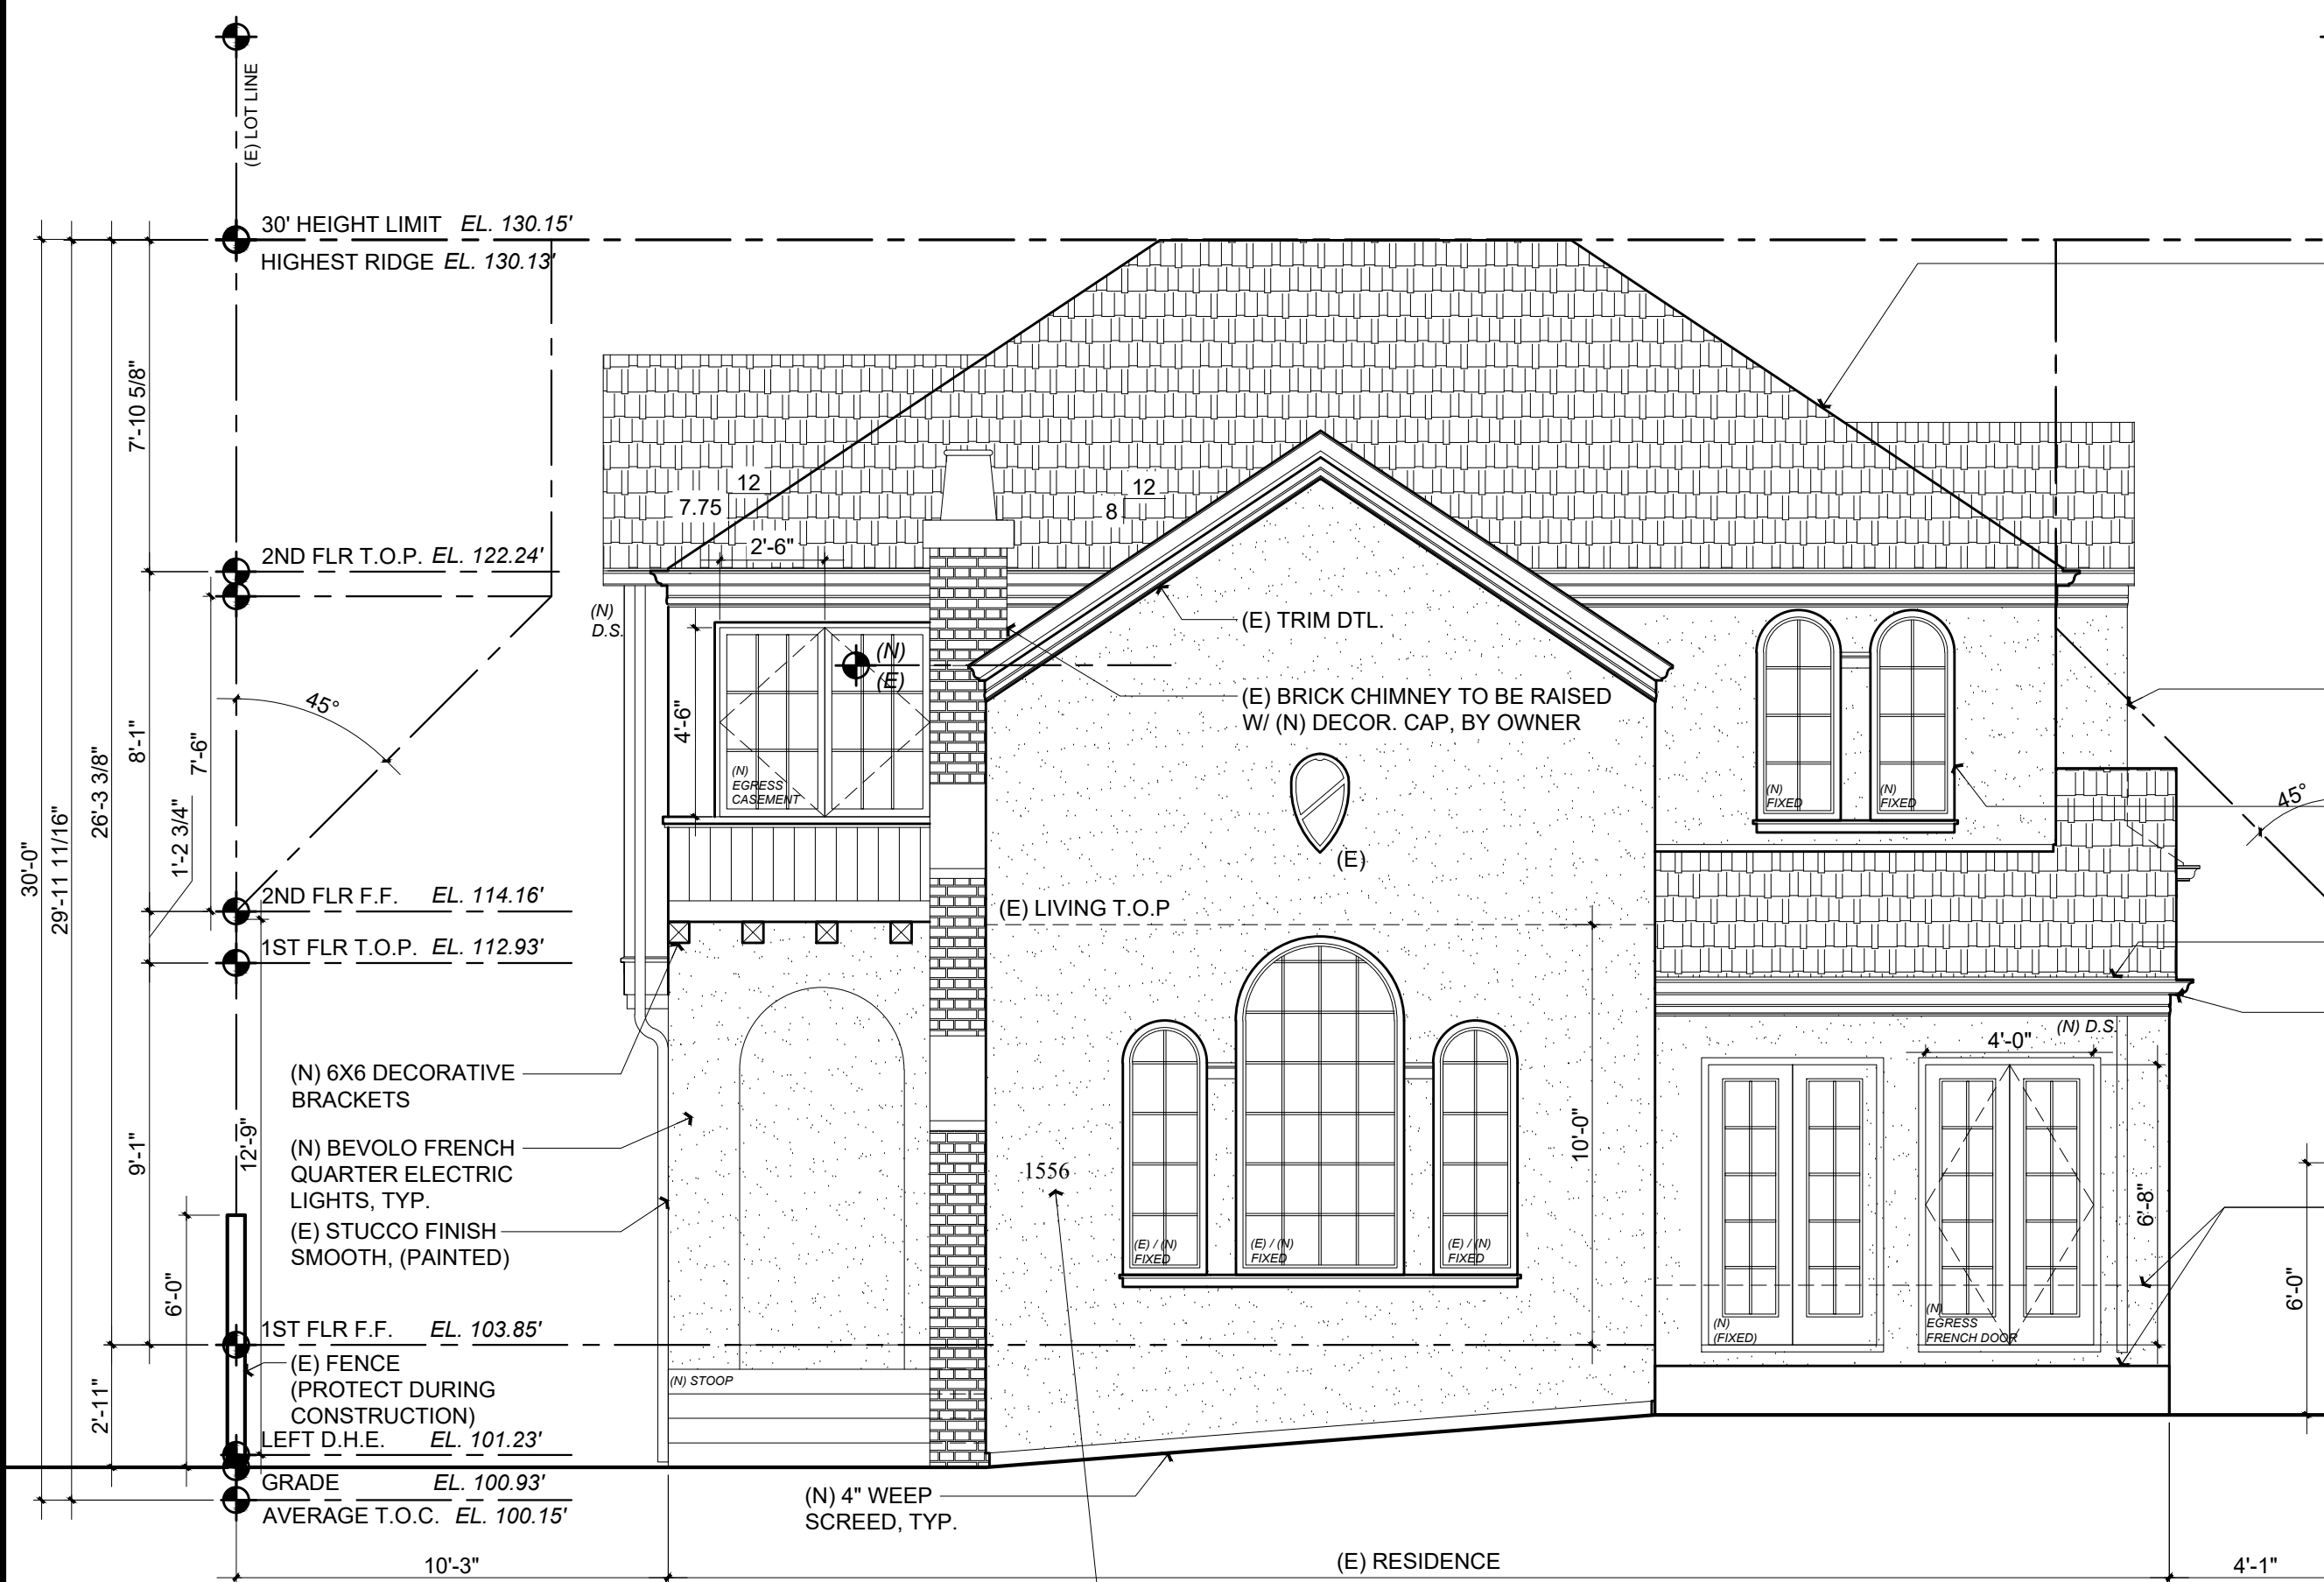 (E) LOT LINE
30' HEIGHT LIMIT EL. 130.15'
HIGHEST RIDGE EL. 130.13'
7'-10 5/8"
12
7.75
2'-6"
12
8
2ND FLR T.O.P. EL. 122.24'
(N)
D.S.
(E) TRIM DTL.
(N)
(E)
(E) BRICK CHIMNEY TO BE RAISED
W/ (N) DECOR. CAP, BY OWNER
45°
4'-6"
8'-1"
7'-6"
26'-3 3/8"
1'-2 3/4"
30'-0"
29'-11 11/16"
(N)
EGRESS
CASEMENT
(N)
FIXED
(N)
FIXED
45°
(E)
2ND FLR F.F. EL. 114.16'
(E) LIVING T.O.P
1ST FLR T.O.P. EL. 112.93'
(N) D.S.
4'-0"
(N) 6X6 DECORATIVE
BRACKETS
9'-1"
12'-9"
10'-0"
(N) BEVOLO FRENCH
QUARTER ELECTRIC
LIGHTS, TYP.
1556
6'-8"
(E) STUCCO FINISH
SMOOTH, (PAINTED)
(E) / (N)
FIXED
(E) / (N)
FIXED
(E) / (N)
FIXED
6'-0"
6'-0"
(N)
(FIXED)
(N)
EGRESS
FRENCH DOOR
1ST FLR F.F. EL. 103.85'
(E) FENCE
(PROTECT DURING
CONSTRUCTION)
(N) STOOP
2'-11"
LEFT D.H.E. EL. 101.23'
GRADE EL. 100.93'
AVERAGE T.O.C. EL. 100.15'
(N) 4" WEEP
SCREED, TYP.
10'-3"
(E) RESIDENCE
4'-1"